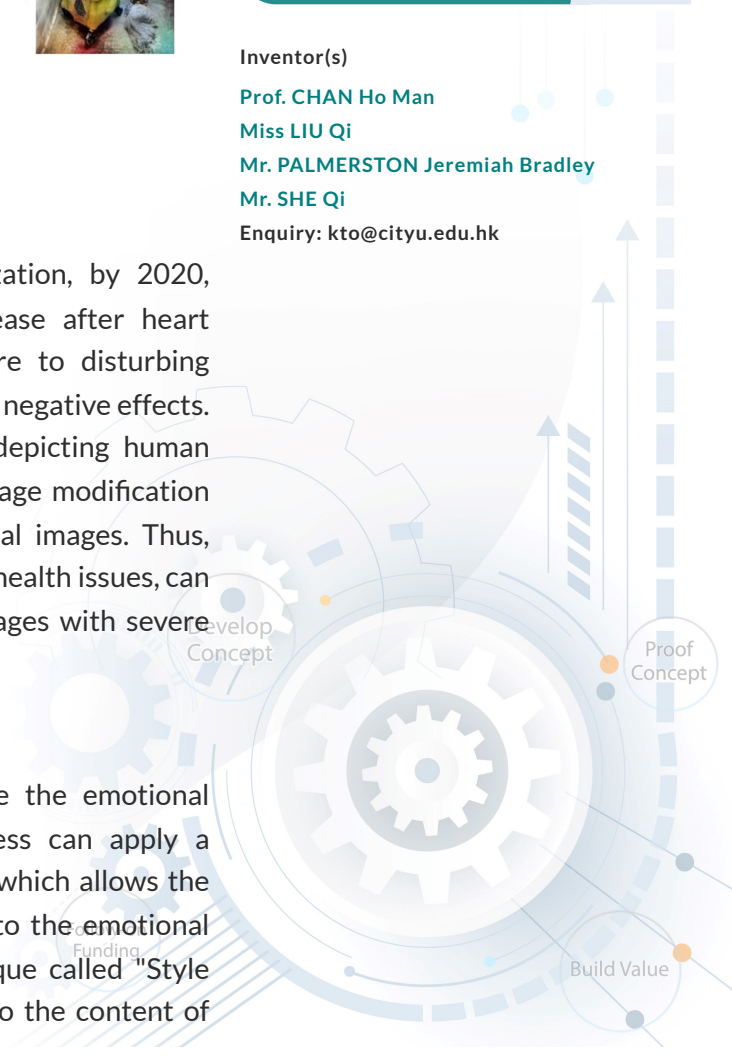 Inventor(s)
Prof. CHAN Ho Man
Miss LIU Qi
Mr. PALMERSTON Jeremiah Bradley
Mr. SHE Qi
Enquiry: kto@cityu.edu.hk
zation, by 2020,
ease after heart
re to disturbing
negative effects.
depicting human
age modification
al images. Thus,
health issues, can
ages with severe
Develop
Concept
Proof
Concept
e the emotional
ess can apply a
which allows the
to the emotional
Funding
que called "Style
o the content of
Build Value